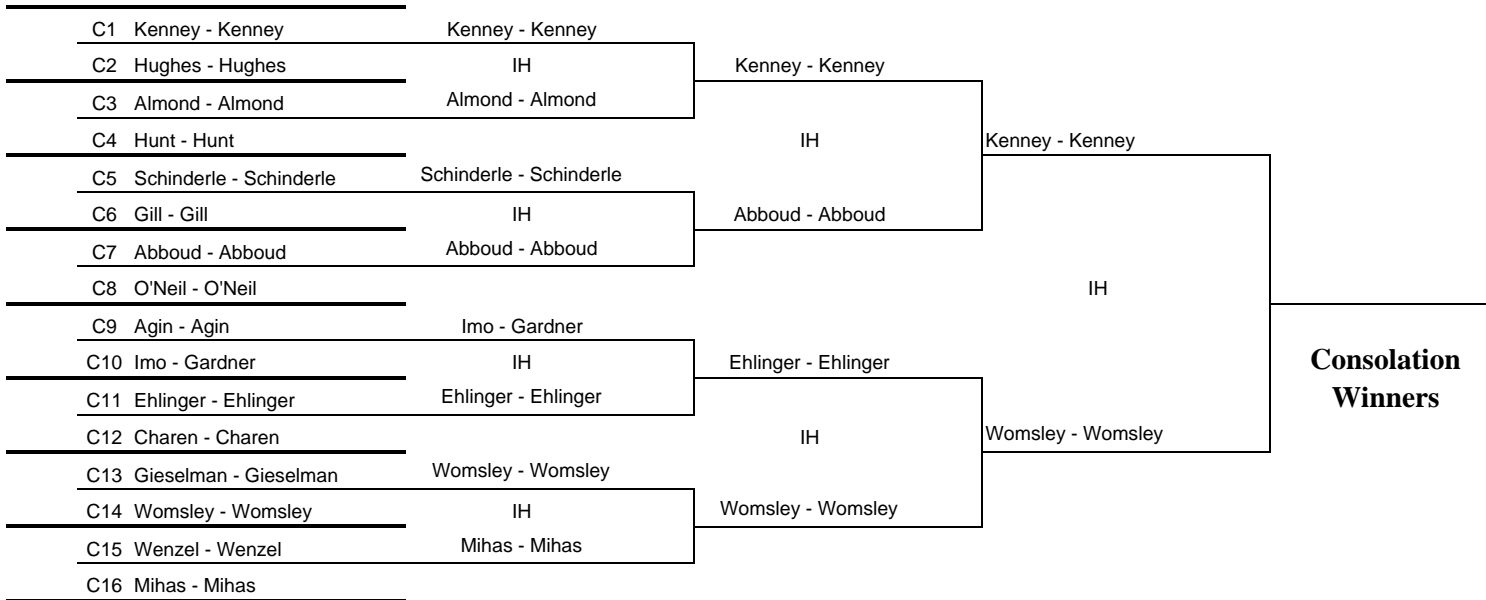 C1 Kenney - Kenney
C2 Hughes - Hughes
C3 Almond - Almond
C4 Hunt - Hunt
C5 Schinderle - Schinderle
C6 Gill - Gill
C7 Abboud - Abboud
C8 O'Neil - O'Neil
C9 Agin - Agin
C10 Imo - Gardner
C11 Ehlinger - Ehlinger
C12 Charen - Charen
C13 Gieselman - Gieselman
C14 Womsley - Womsley
C15 Wenzel - Wenzel
C16 Mihas - Mihas
Kenney - Kenney
IH
Almond - Almond
Schinderle - Schinderle
IH
Abboud - Abboud
Imo - Gardner
IH
Ehlinger - Ehlinger
Womsley - Womsley
IH
Mihas - Mihas
Kenney - Kenney
IH
Abboud - Abboud
Ehlinger - Ehlinger
IH
Womsley - Womsley
Kenney - Kenney
IH
Womsley - Womsley
Consolation
Winners